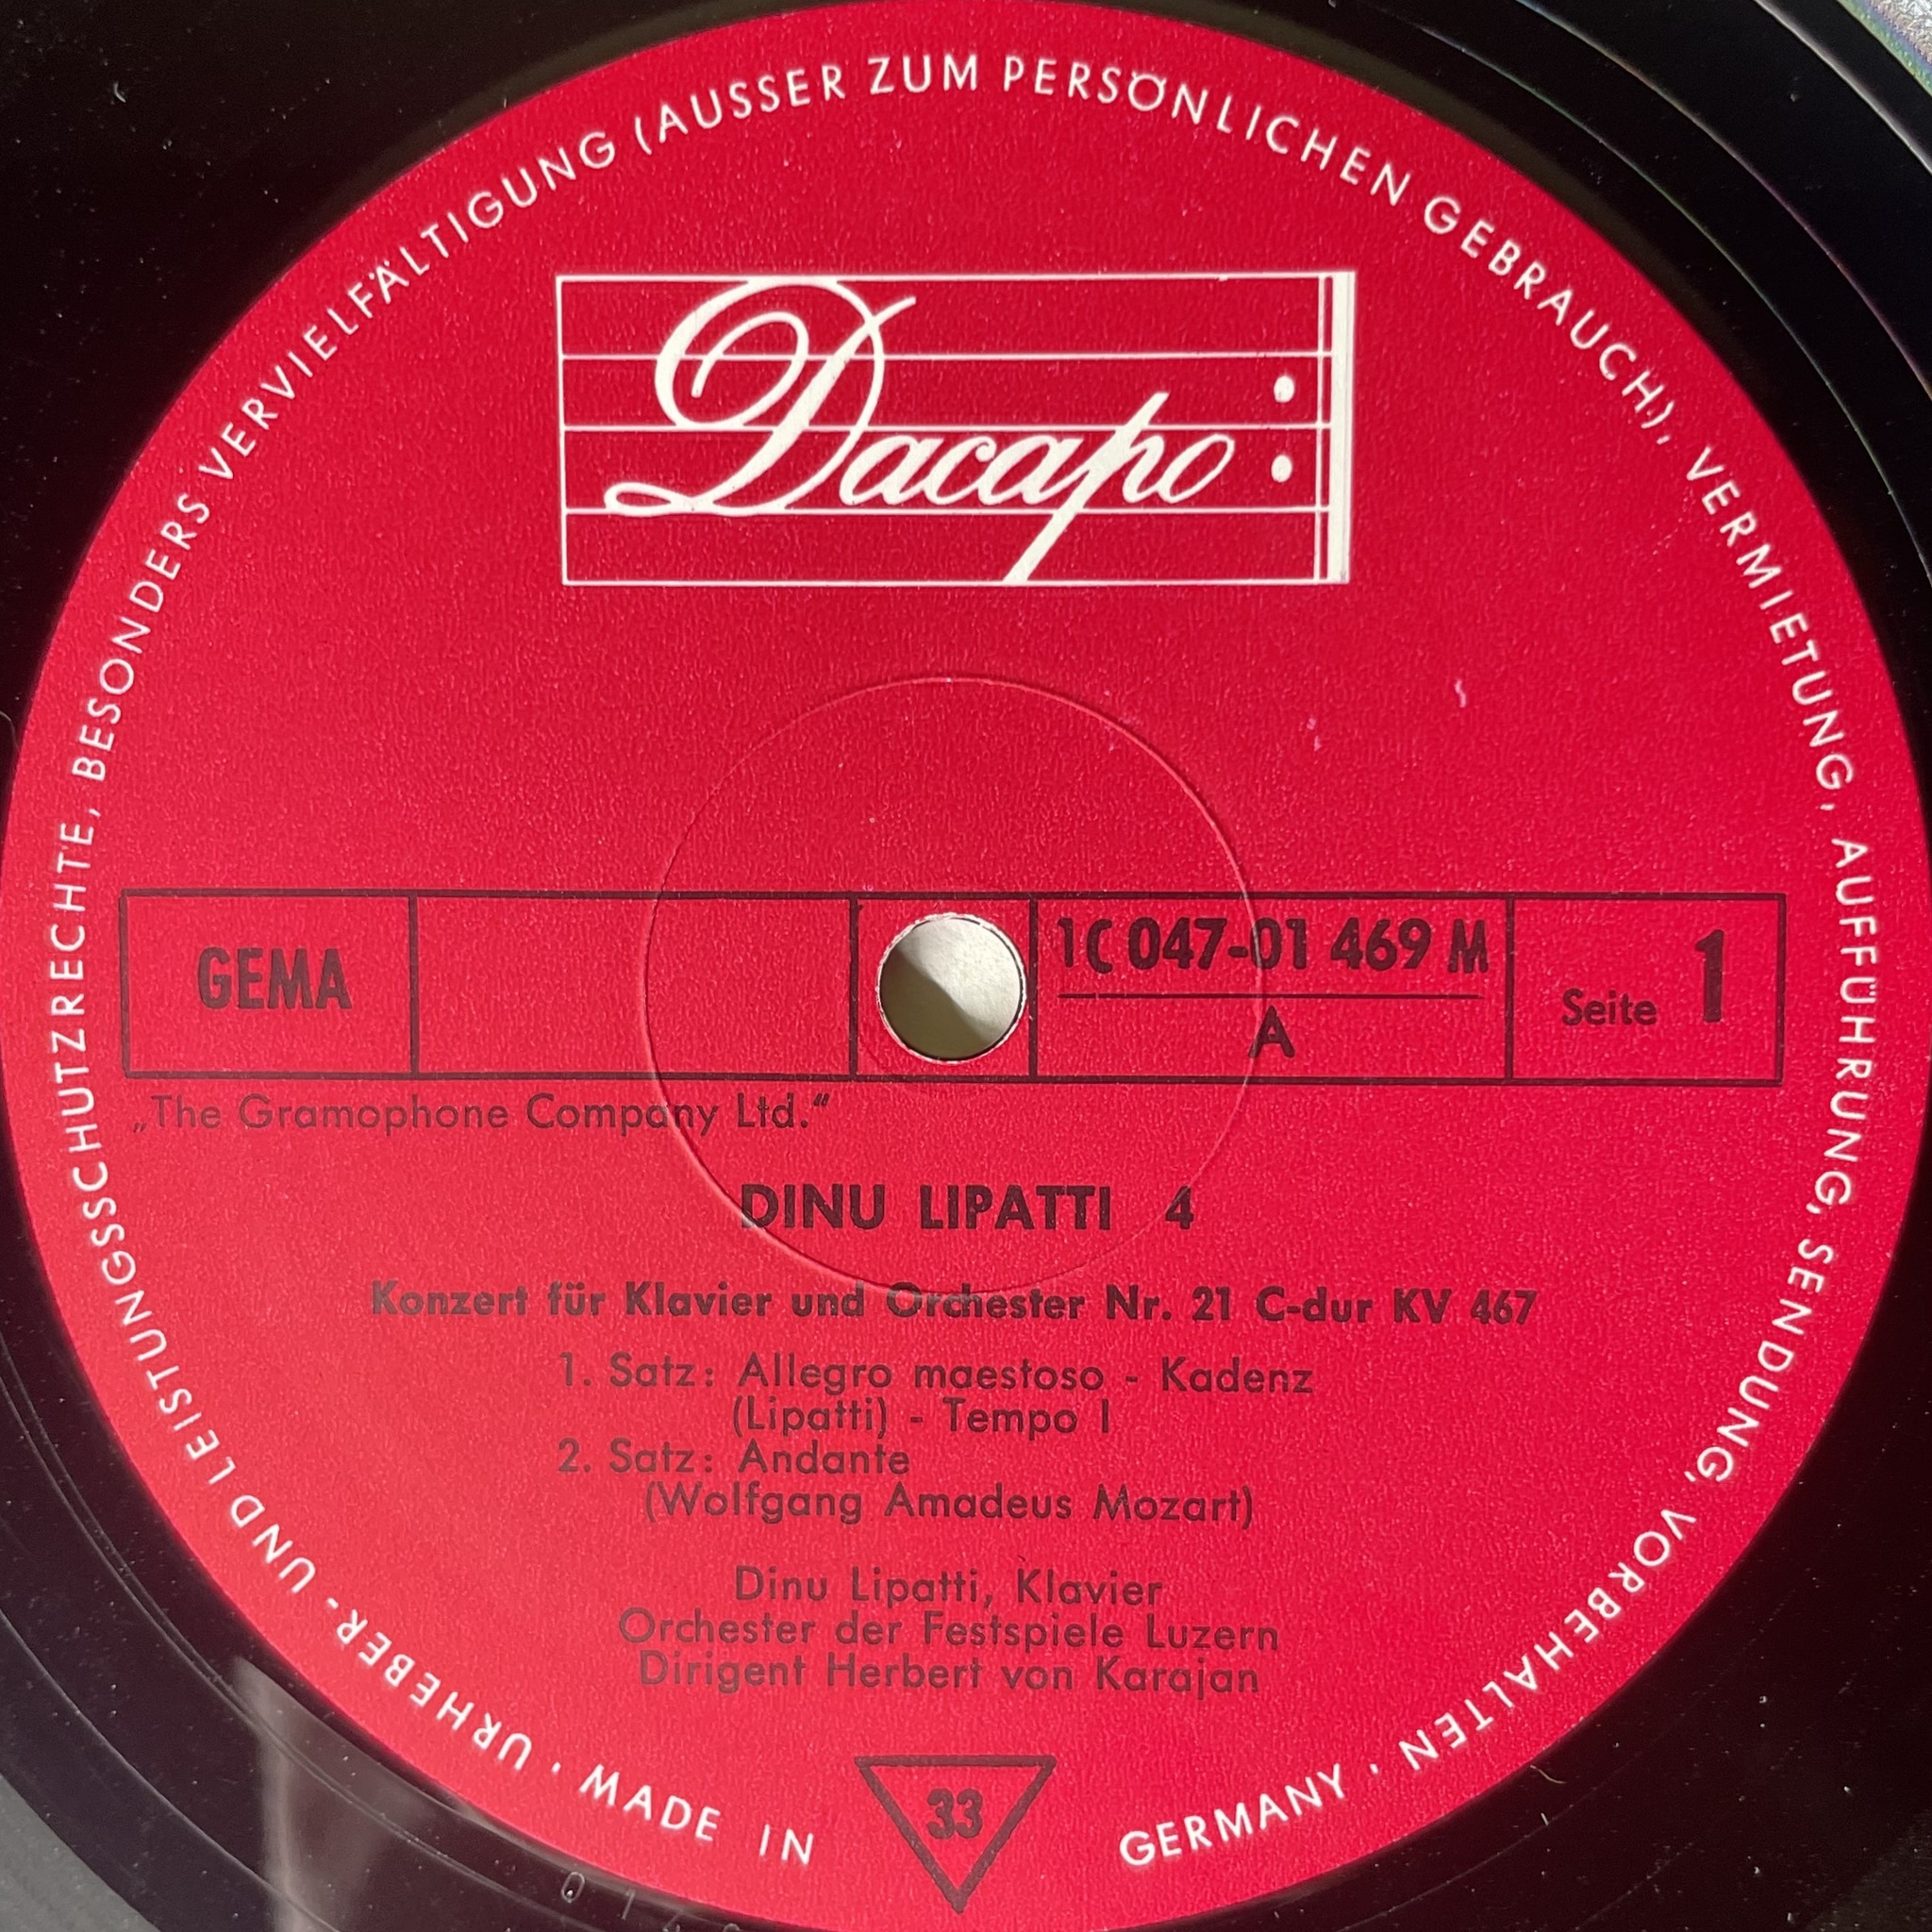 URHEBER- UND LEISTUNGSSCHUTZRECHTE, BESONDERS VERVIELFÄLTIGUNG (AUSSER ZUM PERSÖNLICHEN GEBRAUCH), VERMIETUNG, AUFFÜHRUNG, SENDUNG, VORBEHALTEN ·
Dacapo
GEMA
1C 047-01 469 M
A
Seite 1
„The Gramophone Company Ltd.“
DINU LIPATTI 4
Konzert für Klavier und Orchester Nr. 21 C-dur KV 467
1. Satz: Allegro maestoso - Kadenz
(Lipatti) - Tempo I
2. Satz: Andante
(Wolfgang Amadeus Mozart)
Dinu Lipatti, Klavier
Orchester der Festspiele Luzern
Dirigent Herbert von Karajan
33
· MADE IN GERMANY